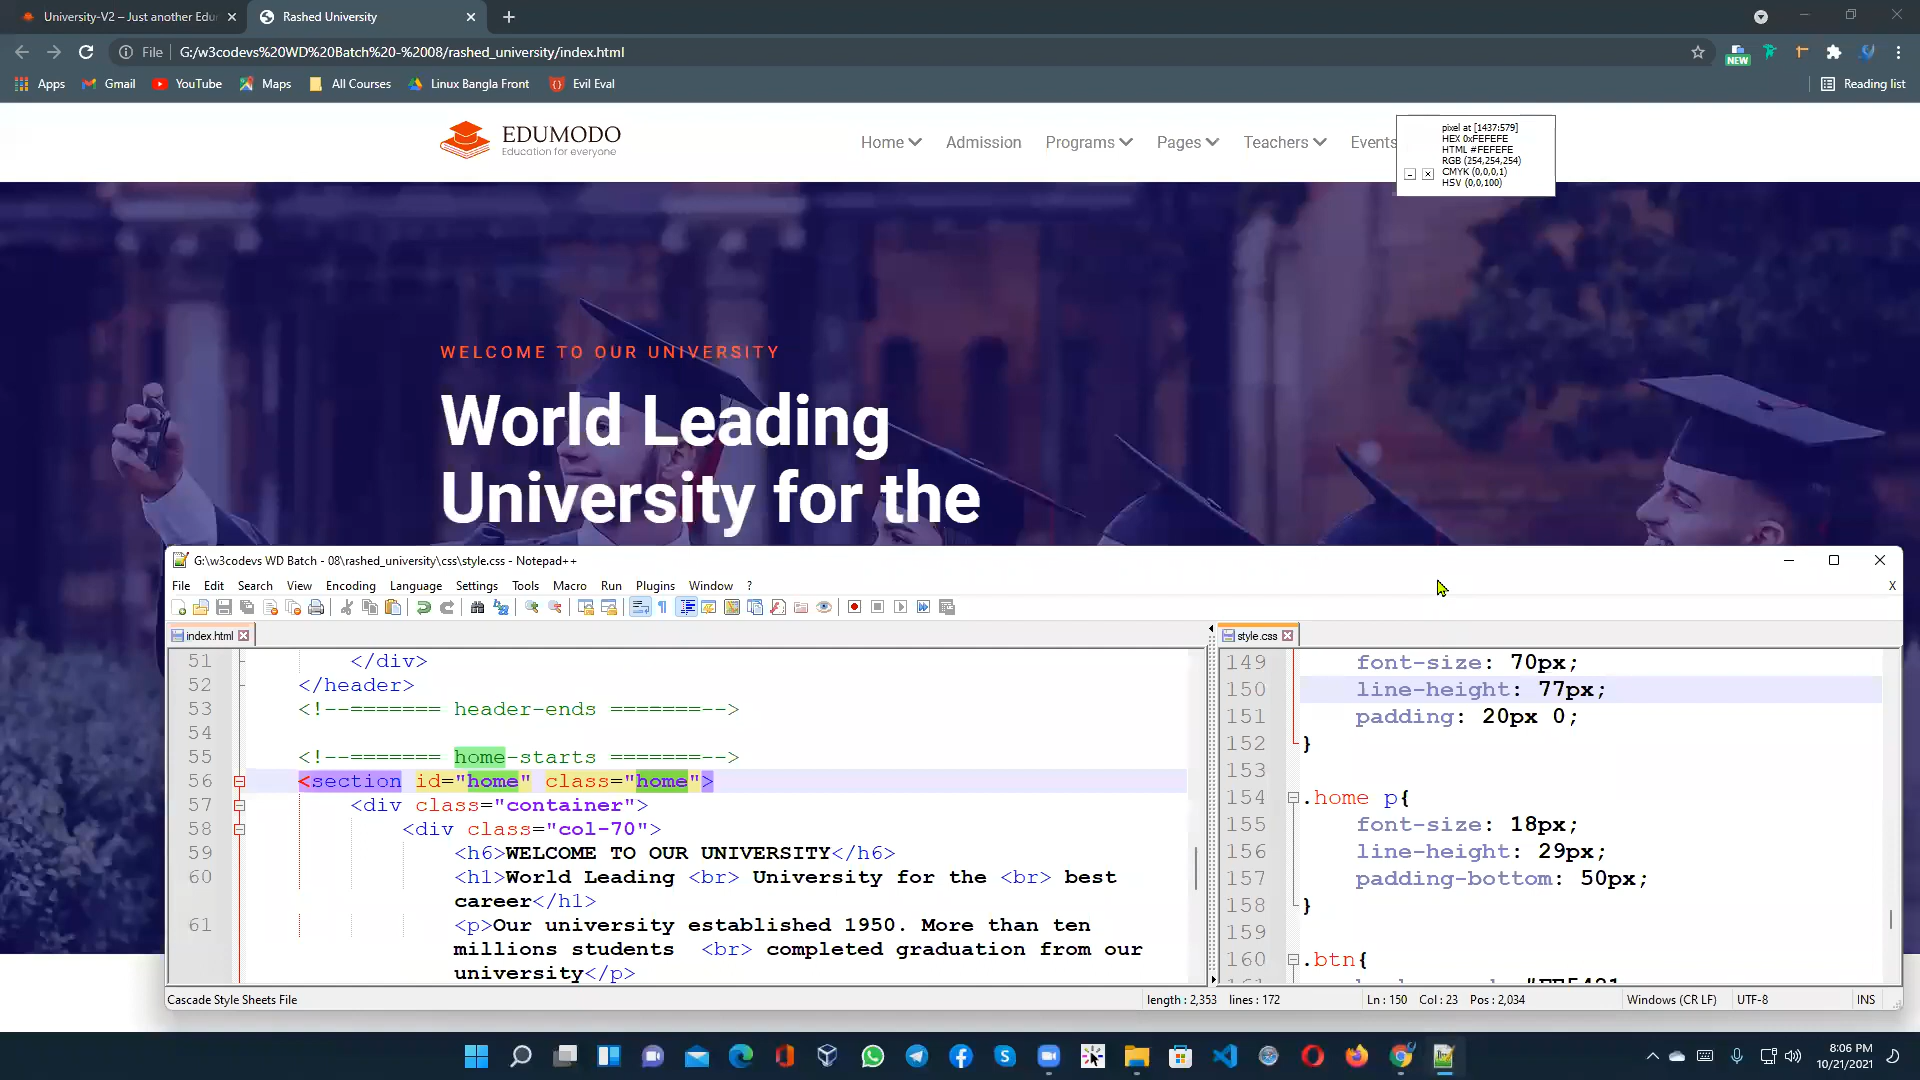 University-V2 – Just another Edu
Rashed University
File
G:/w3codevs%20WD%20Batch%20-%2008/rashed_university/index.html
NEW
Apps
Gmail
YouTube
Maps
All Courses
Linux Bangla Front
Evil Eval
Reading list
EDUMODO
Education for everyone
Home
Admission
Programs
Pages
Teachers
Events
pixel at [1437:579]
HEX 0xFEFEFE
HTML #FEFEFE
RGB (254,254,254)
CMYK (0,0,0,1)
HSV (0,0,100)
WELCOME TO OUR UNIVERSITY
World Leading
University for the
G:\w3codevs WD Batch - 08\rashed_university\css\style.css - Notepad++
File Edit Search View Encoding Language Settings Tools Macro Run Plugins Window ?
X
index.html
51 </div>
52 </header>
53 <!--======= header-ends =======-->
54
55 <!--======= home-starts =======-->
56 <section id="home" class="home">
57 <div class="container">
58 <div class="col-70">
59 <h6>WELCOME TO OUR UNIVERSITY</h6>
60 <h1>World Leading <br> University for the <br> best
career</h1>
61 <p>Our university established 1950. More than ten
millions students <br> completed graduation from our
university</p>
style.css
149 font-size: 70px;
150 line-height: 77px;
151 padding: 20px 0;
152 }
153
154 .home p{
155 font-size: 18px;
156 line-height: 29px;
157 padding-bottom: 50px;
158 }
159
160 .btn{
Cascade Style Sheets File
length : 2,353 lines : 172
Ln : 150 Col : 23 Pos : 2,034
Windows (CR LF)
UTF-8
INS
8:06 PM
10/21/2021